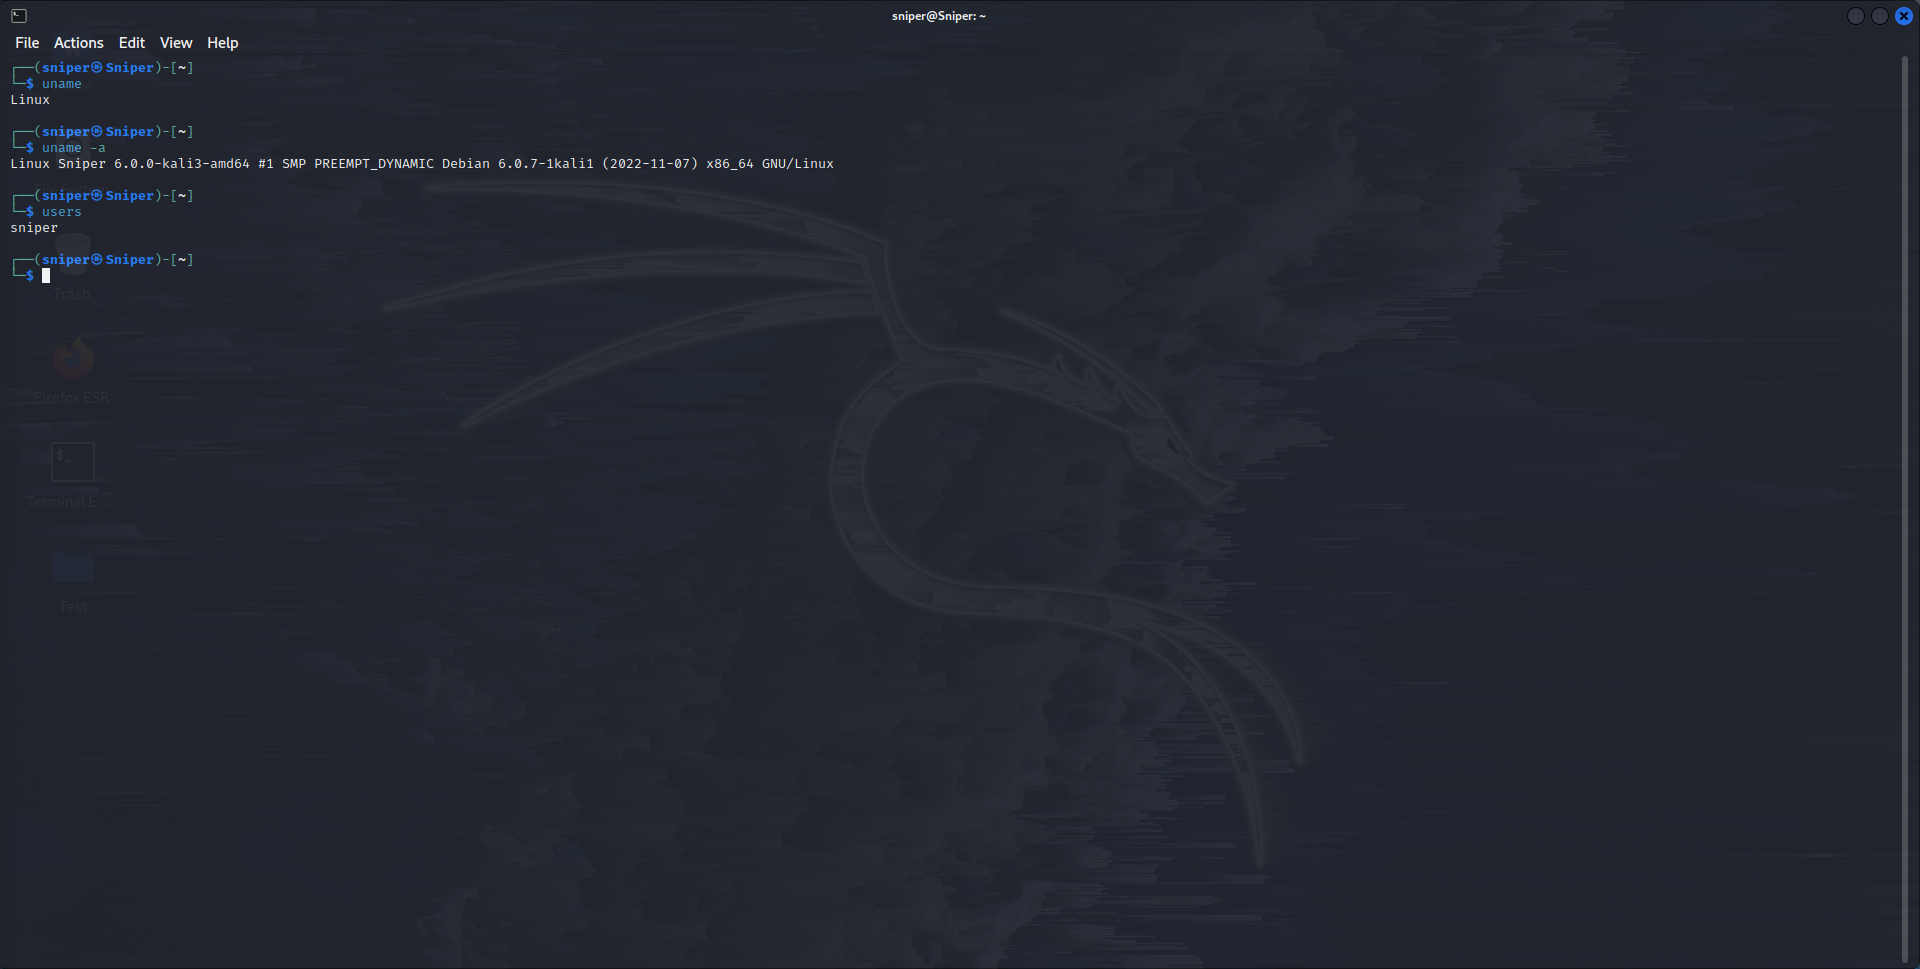 sniper@Sniper: ~
File Actions Edit View Help
┌──(sniper㉿Sniper)-[~]
└─$ uname
Linux
┌──(sniper㉿Sniper)-[~]
└─$ uname -a
Linux Sniper 6.0.0-kali3-amd64 #1 SMP PREEMPT_DYNAMIC Debian 6.0.7-1kali1 (2022-11-07) x86_64 GNU/Linux
┌──(sniper㉿Sniper)-[~]
└─$ users
sniper
┌──(sniper㉿Sniper)-[~]
└─$
Trash
Firefox ESR
$_
Terminal E...
Test